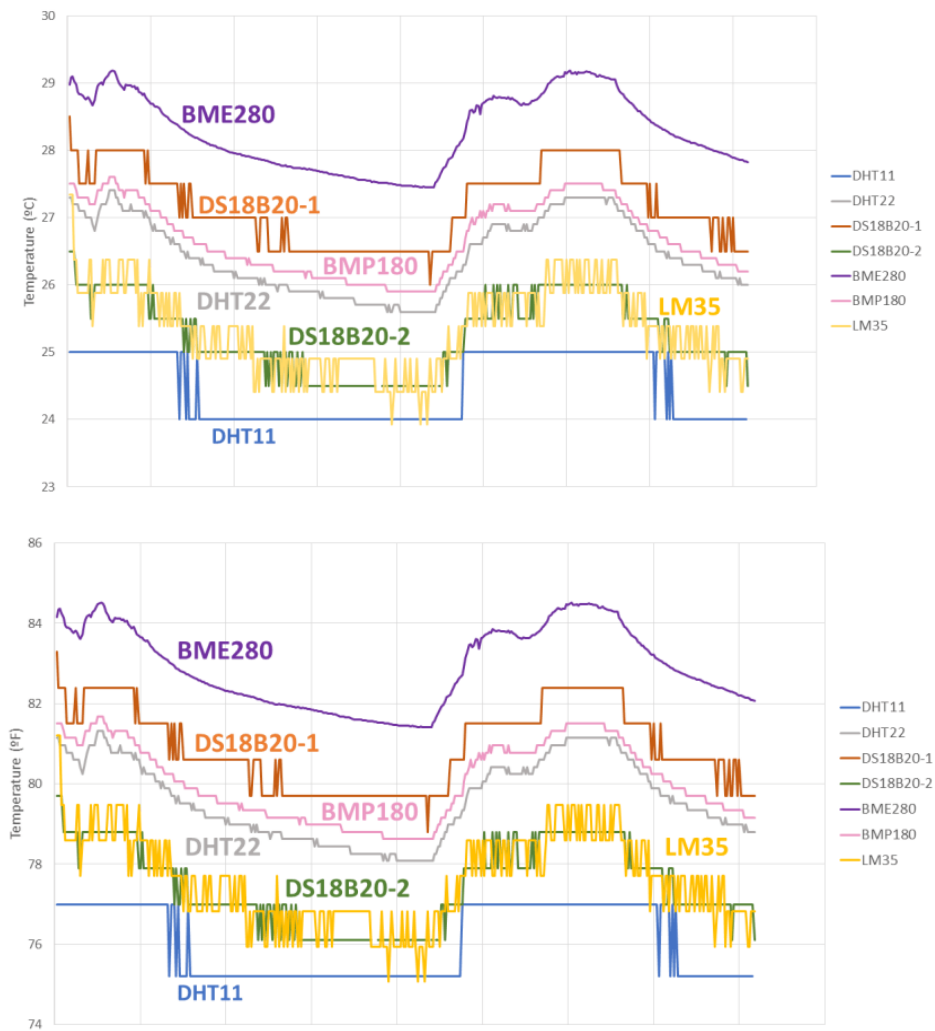 30
29
28
27
26
25
24
23
Temperature (ºC)
BME280
DS18B20-1
BMP180
DHT22
LM35
DS18B20-2
DHT11
DHT11
DHT22
DS18B20-1
DS18B20-2
BME280
BMP180
LM35
86
84
82
80
78
76
74
Temperature (ºF)
BME280
DS18B20-1
BMP180
DHT22
LM35
DS18B20-2
DHT11
DHT11
DHT22
DS18B20-1
DS18B20-2
BME280
BMP180
LM35